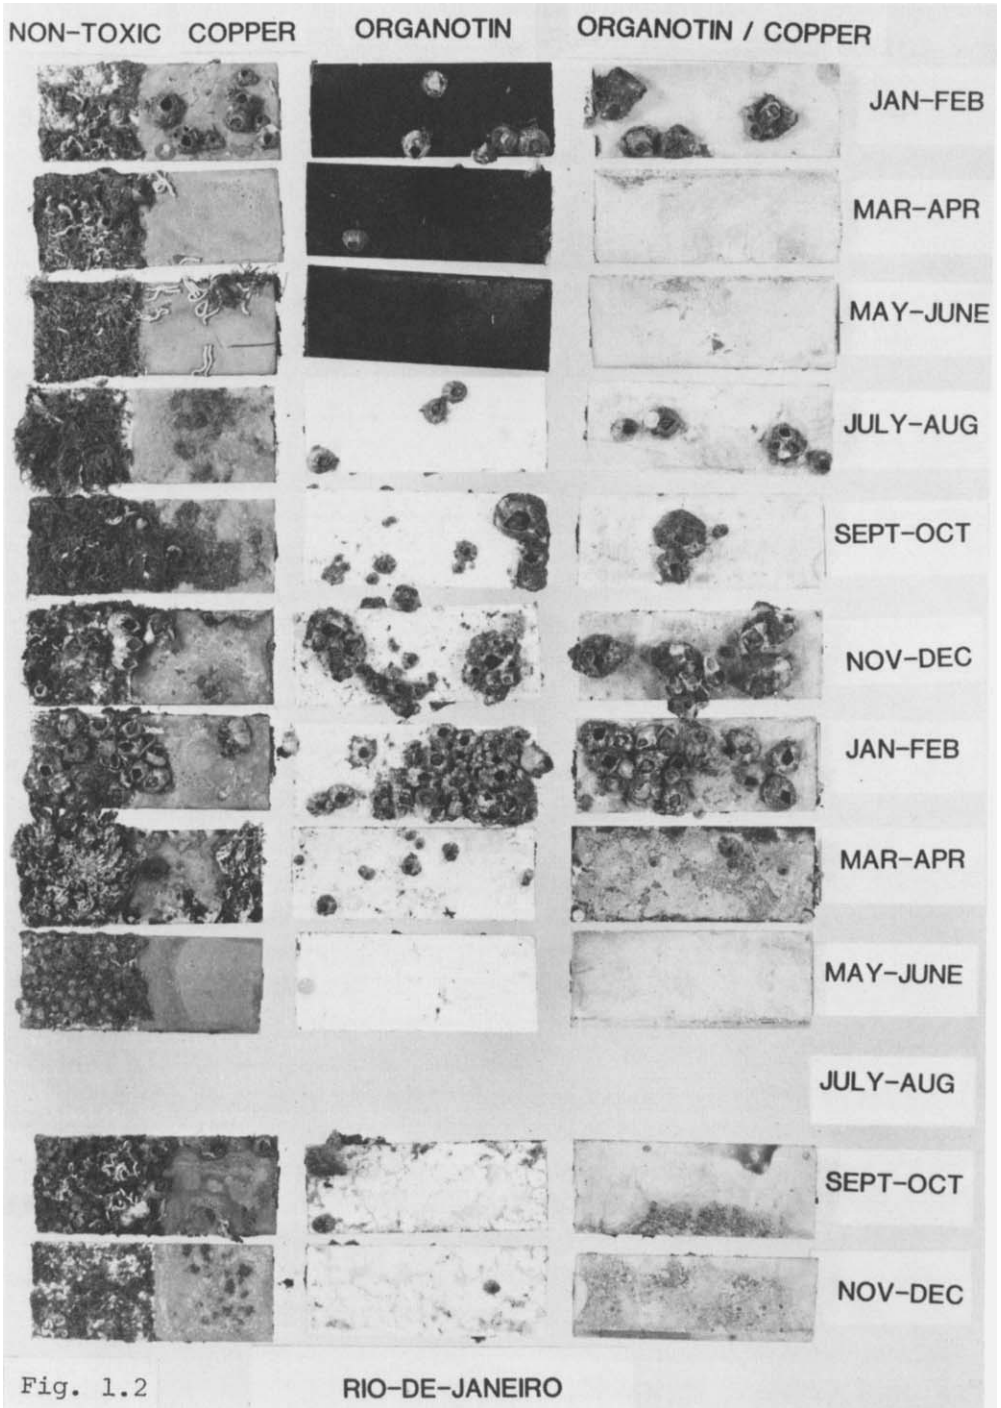 NON-TOXIC COPPER ORGANOTIN ORGANOTIN / COPPER
JAN-FEB
MAR-APR
MAY-JUNE
JULY-AUG
SEPT-OCT
NOV-DEC
JAN-FEB
MAR-APR
MAY-JUNE
JULY-AUG
SEPT-OCT
NOV-DEC
Fig. 1.2 RIO-DE-JANEIRO